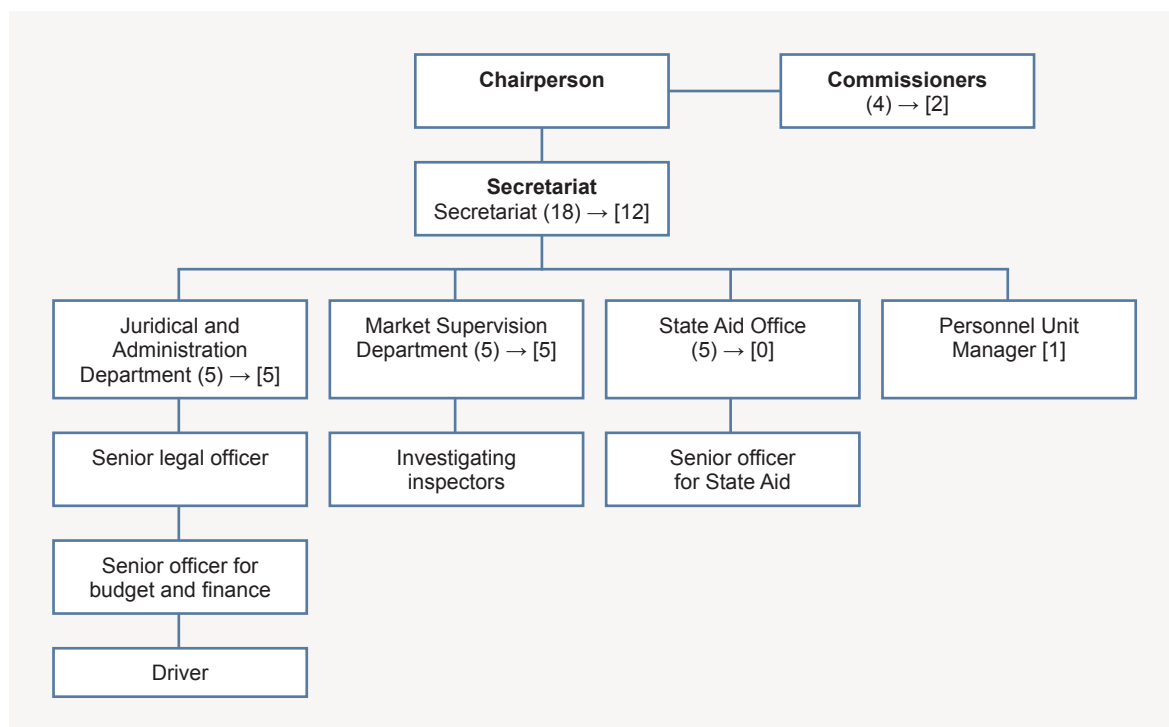 Chairperson
Commissioners
(4) → [2]
Secretariat
Secretariat (18) → [12]
Juridical and
Administration
Department (5) → [5]
Market Supervision
Department (5) → [5]
State Aid Office
(5) → [0]
Personnel Unit
Manager [1]
Senior legal officer
Investigating
inspectors
Senior officer
for State Aid
Senior officer for
budget and finance
Driver